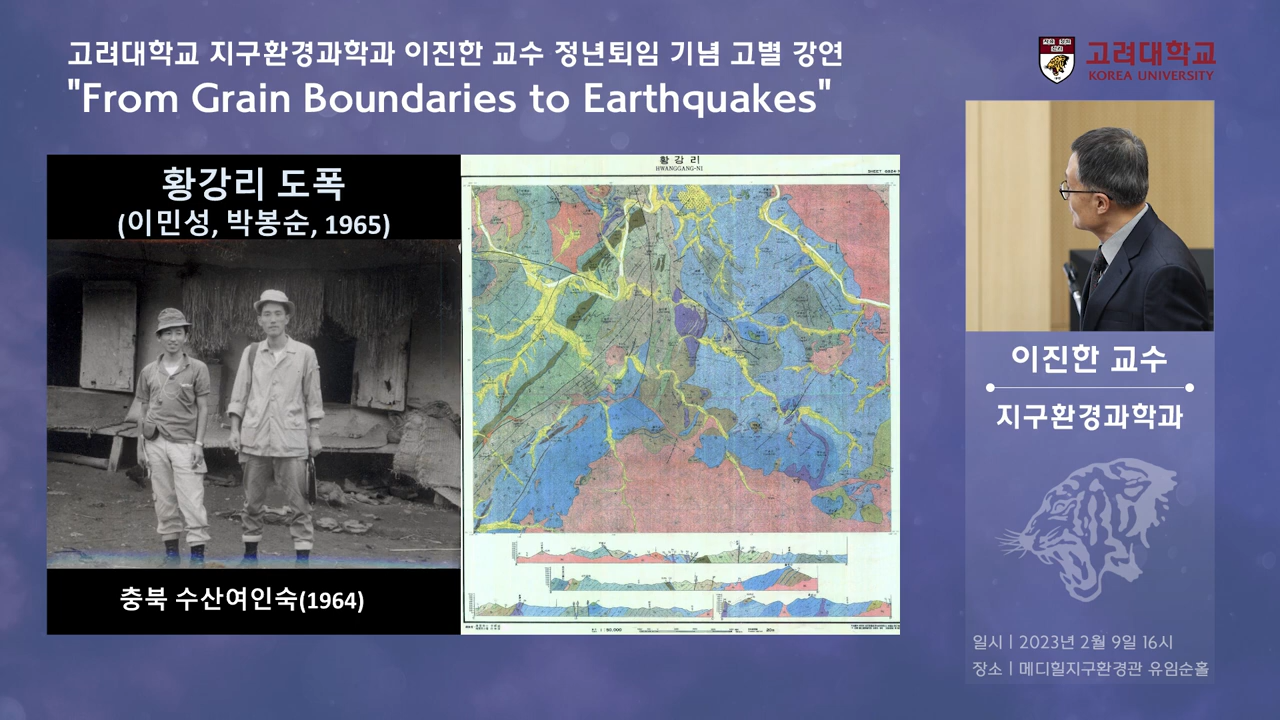 고려대학교 지구환경과학과 이진한 교수 정년퇴임 기념 고별 강연
"From Grain Boundaries to Earthquakes"
고려대학교
KOREA UNIVERSITY
황강리 도폭
(이민성, 박봉순, 1965)
충북 수산여인숙(1964)
황 강 리
HWANGGANG-NI
이진한 교수
지구환경과학과
일시 | 2023년 2월 9일 16시
장소 | 메디힐지구환경관 유임순홀